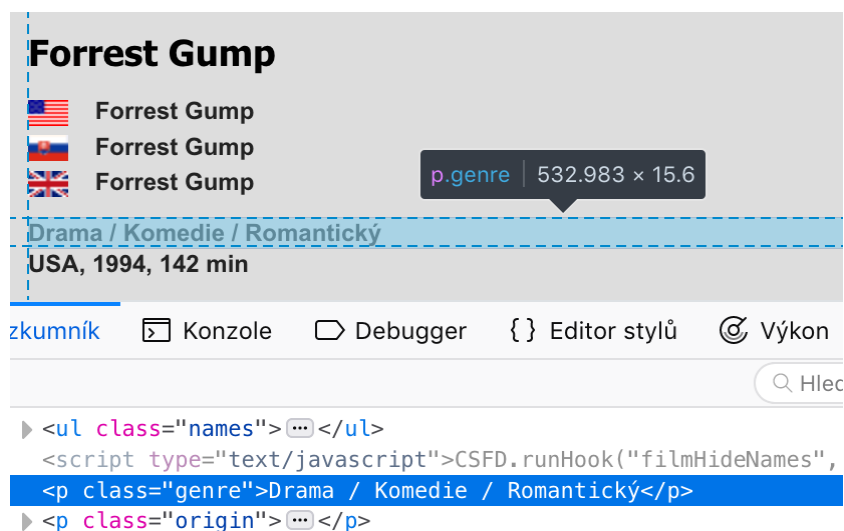 Forrest Gump
Forrest Gump
Forrest Gump
Forrest Gump
p.genre 532.983 × 15.6
Drama / Komedie / Romantický
USA, 1994, 142 min
zkumník Konzole Debugger {} Editor stylů Výkon
Hled
<ul class="names">⋯</ul>
<script type="text/javascript">CSFD.runHook("filmHideNames",
<p class="genre">Drama / Komedie / Romantický</p>
<p class="origin">⋯</p>